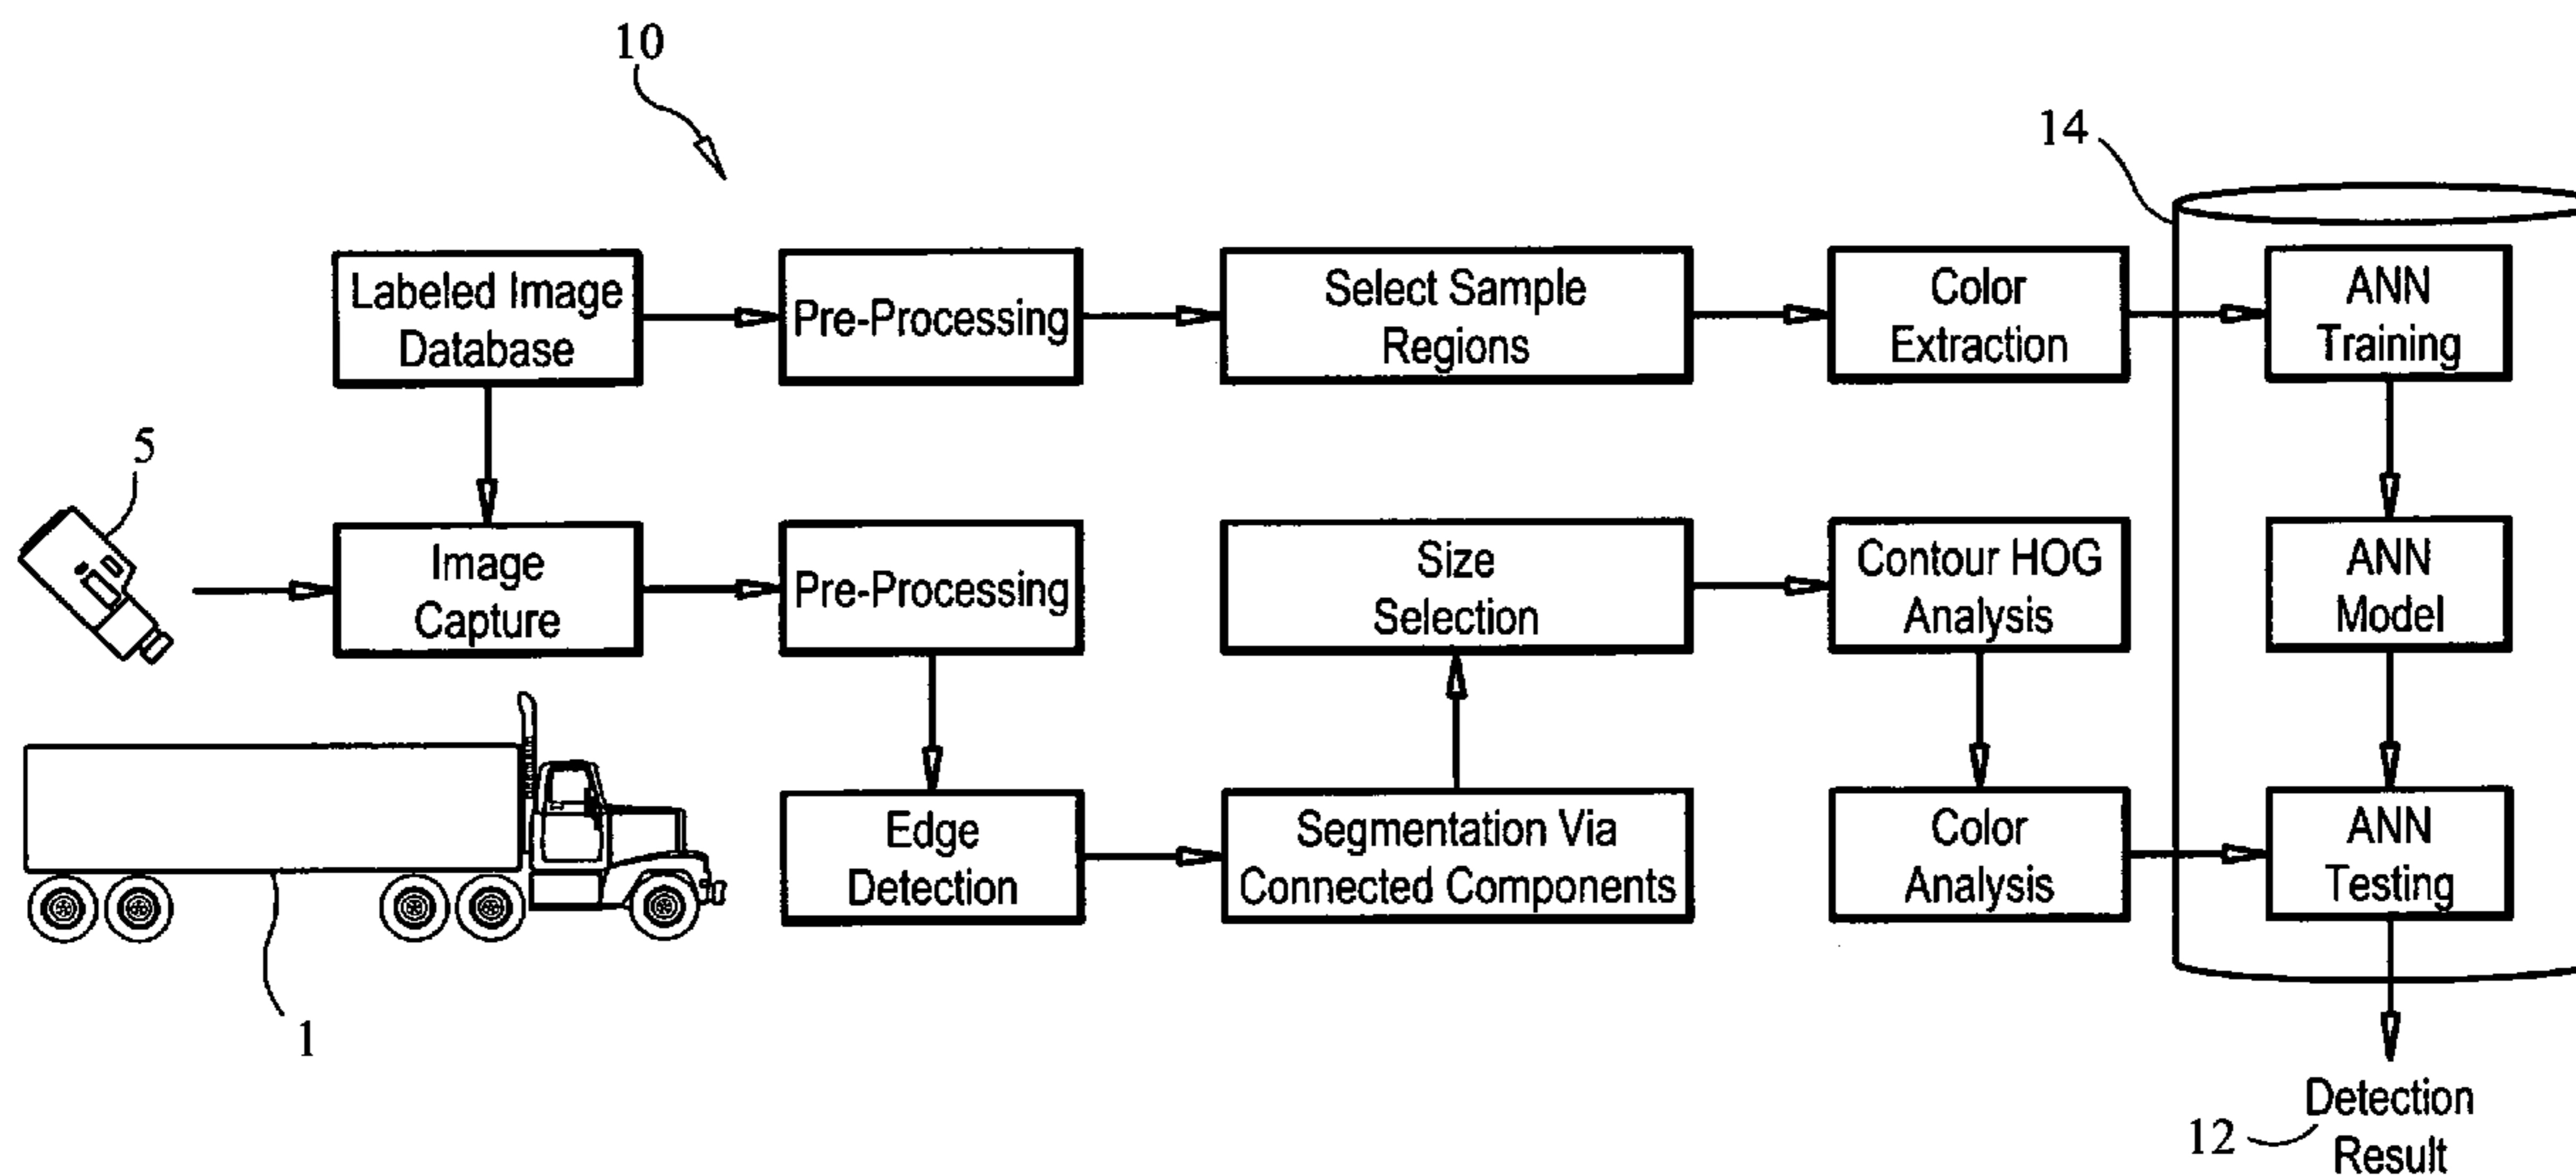 10
14
Labeled Image
Database
Pre-Processing
Select Sample
Regions
Color
Extraction
ANN
Training
5
Image
Capture
Pre-Processing
Size
Selection
Contour HOG
Analysis
ANN
Model
Edge
Detection
Segmentation Via
Connected Components
Color
Analysis
ANN
Testing
1
12
Detection
Result